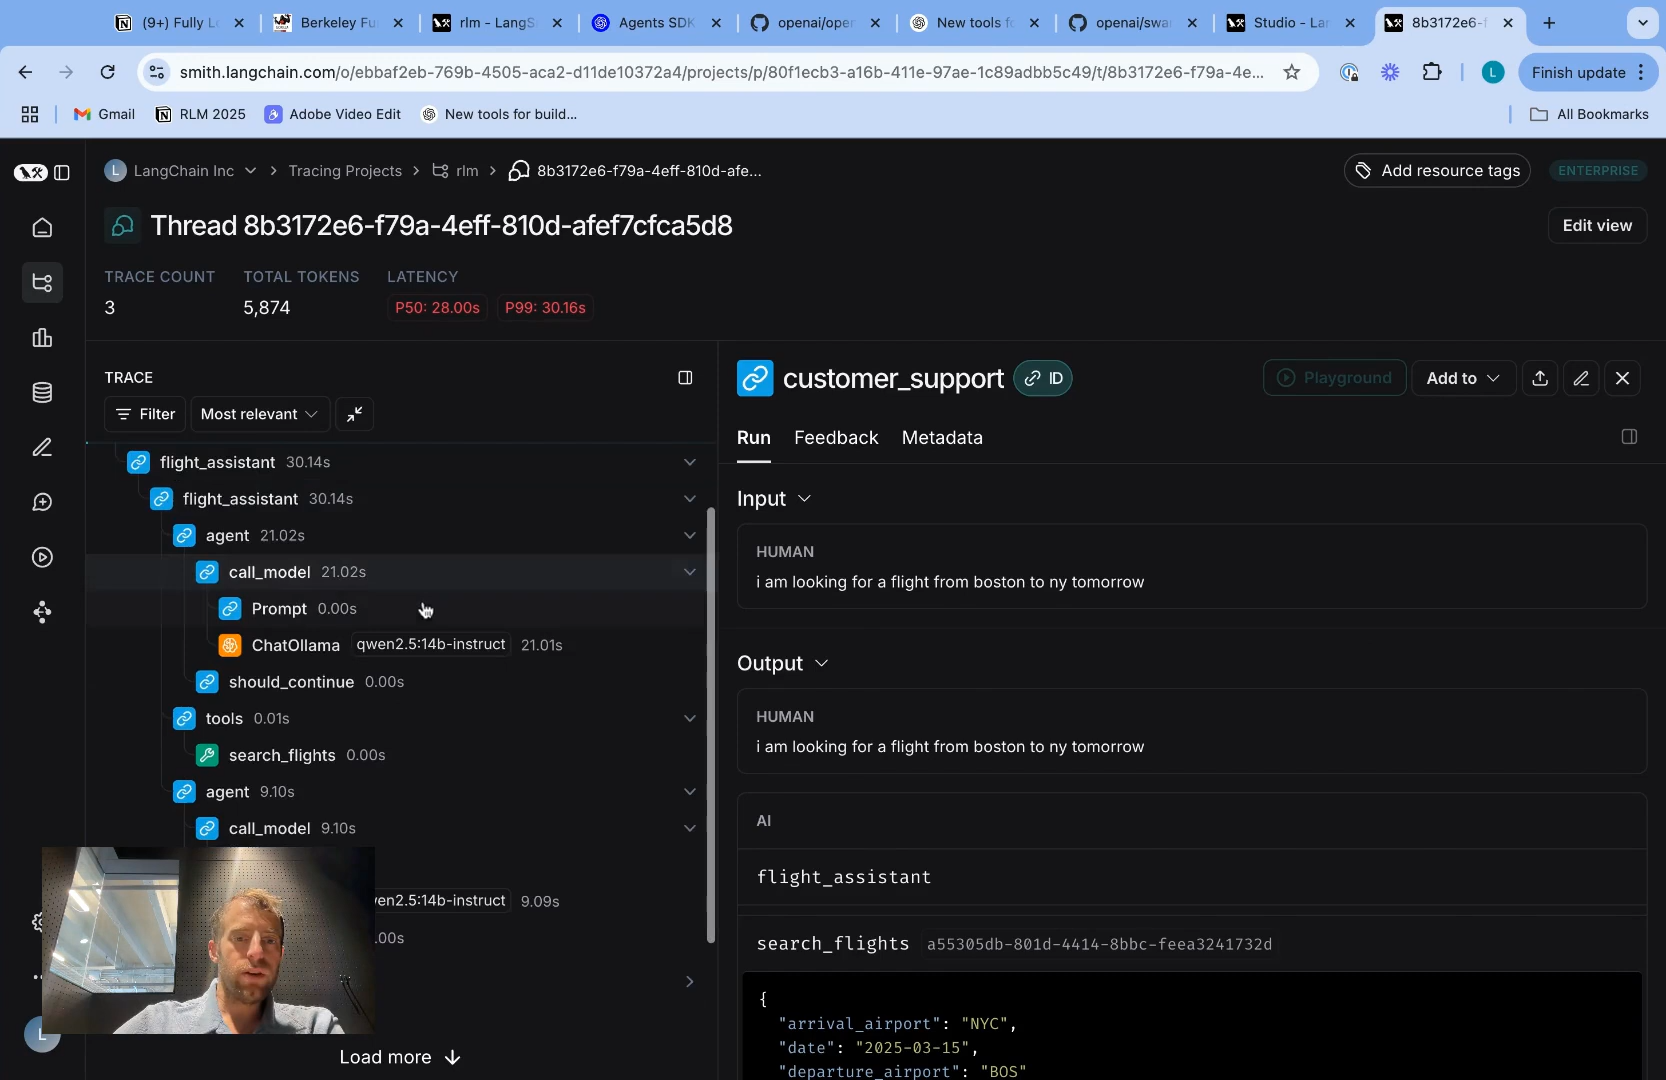 (9+) Fully Lo
Berkeley Fu
rlm - LangS
Agents SDK
openai/oper
New tools fo
openai/swa
Studio - La
8b3172e6-f
smith.langchain.com/o/ebbaf2eb-769b-4505-aca2-d11de10372a4/projects/p/80f1ecb3-a16b-411e-97ae-1c89adbb5c49/t/8b3172e6-f79a-4e...
L
Finish update
Gmail
RLM 2025
Adobe Video Edit
New tools for build...
All Bookmarks
L
LangChain Inc
Tracing Projects
rlm
8b3172e6-f79a-4eff-810d-afe...
Add resource tags
ENTERPRISE
Thread 8b3172e6-f79a-4eff-810d-afef7cfca5d8
Edit view
TRACE COUNT
TOTAL TOKENS
LATENCY
3
5,874
P50: 28.00s
P99: 30.16s
TRACE
Filter
Most relevant
flight_assistant 30.14s
flight_assistant 30.14s
agent 21.02s
call_model 21.02s
Prompt 0.00s
ChatOllama qwen2.5:14b-instruct 21.01s
should_continue 0.00s
tools 0.01s
search_flights 0.00s
agent 9.10s
call_model 9.10s
wen2.5:14b-instruct 9.09s
.00s
Load more
L
customer_support
ID
Playground
Add to
Run
Feedback
Metadata
Input
HUMAN
i am looking for a flight from boston to ny tomorrow
Output
HUMAN
i am looking for a flight from boston to ny tomorrow
AI
flight_assistant
search_flights a55305db-801d-4414-8bbc-feea3241732d
{
"arrival_airport": "NYC",
"date": "2025-03-15",
"departure_airport": "BOS"